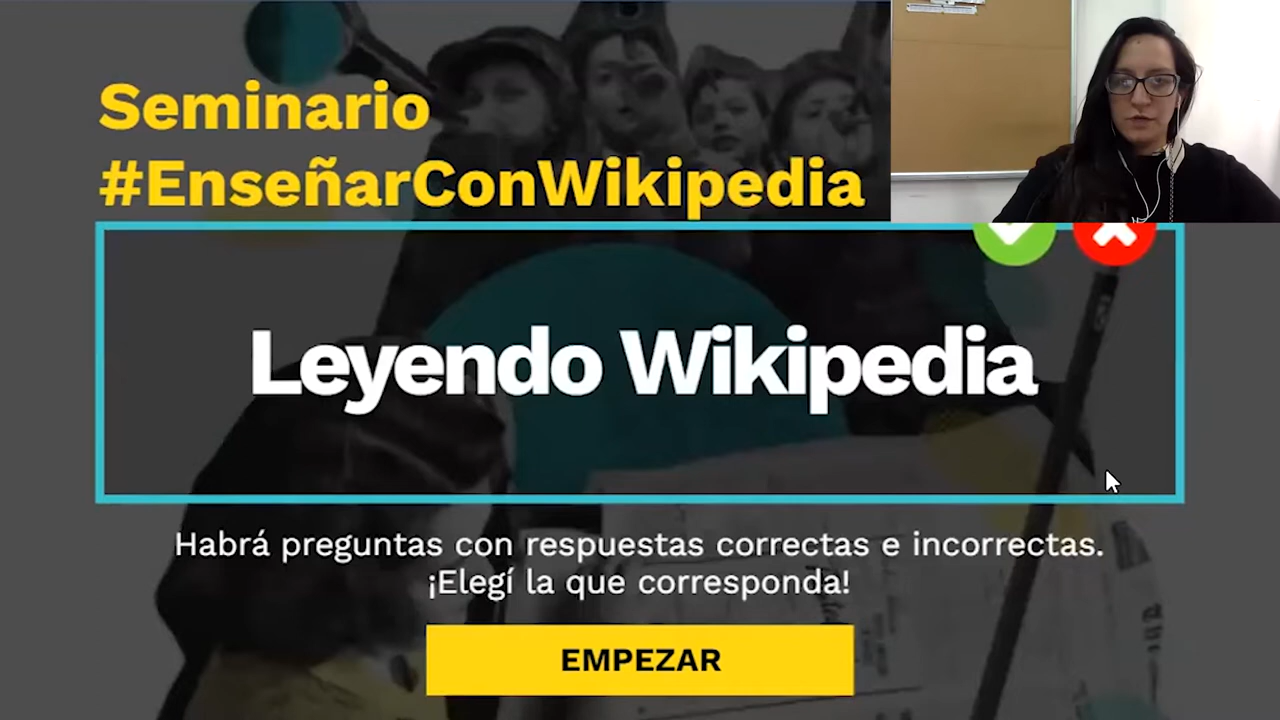 Seminario
#EnseñarConWikipedia
Leyendo Wikipedia
Habrá preguntas con respuestas correctas e incorrectas.
¡Elegí la que corresponda!
EMPEZAR